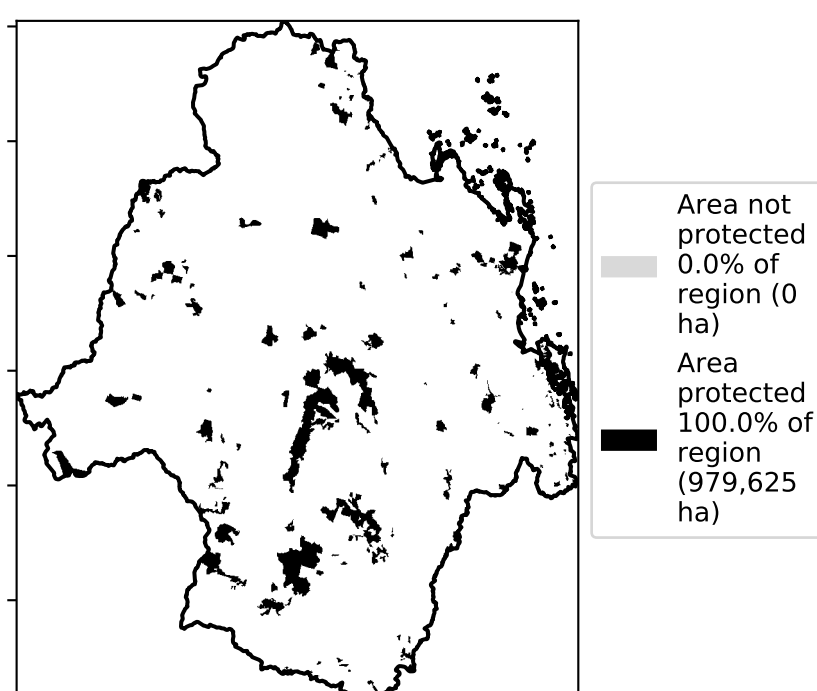 Area not
protected
0.0% of
region (0
ha)
Area
protected
100.0% of
region
(979,625
ha)